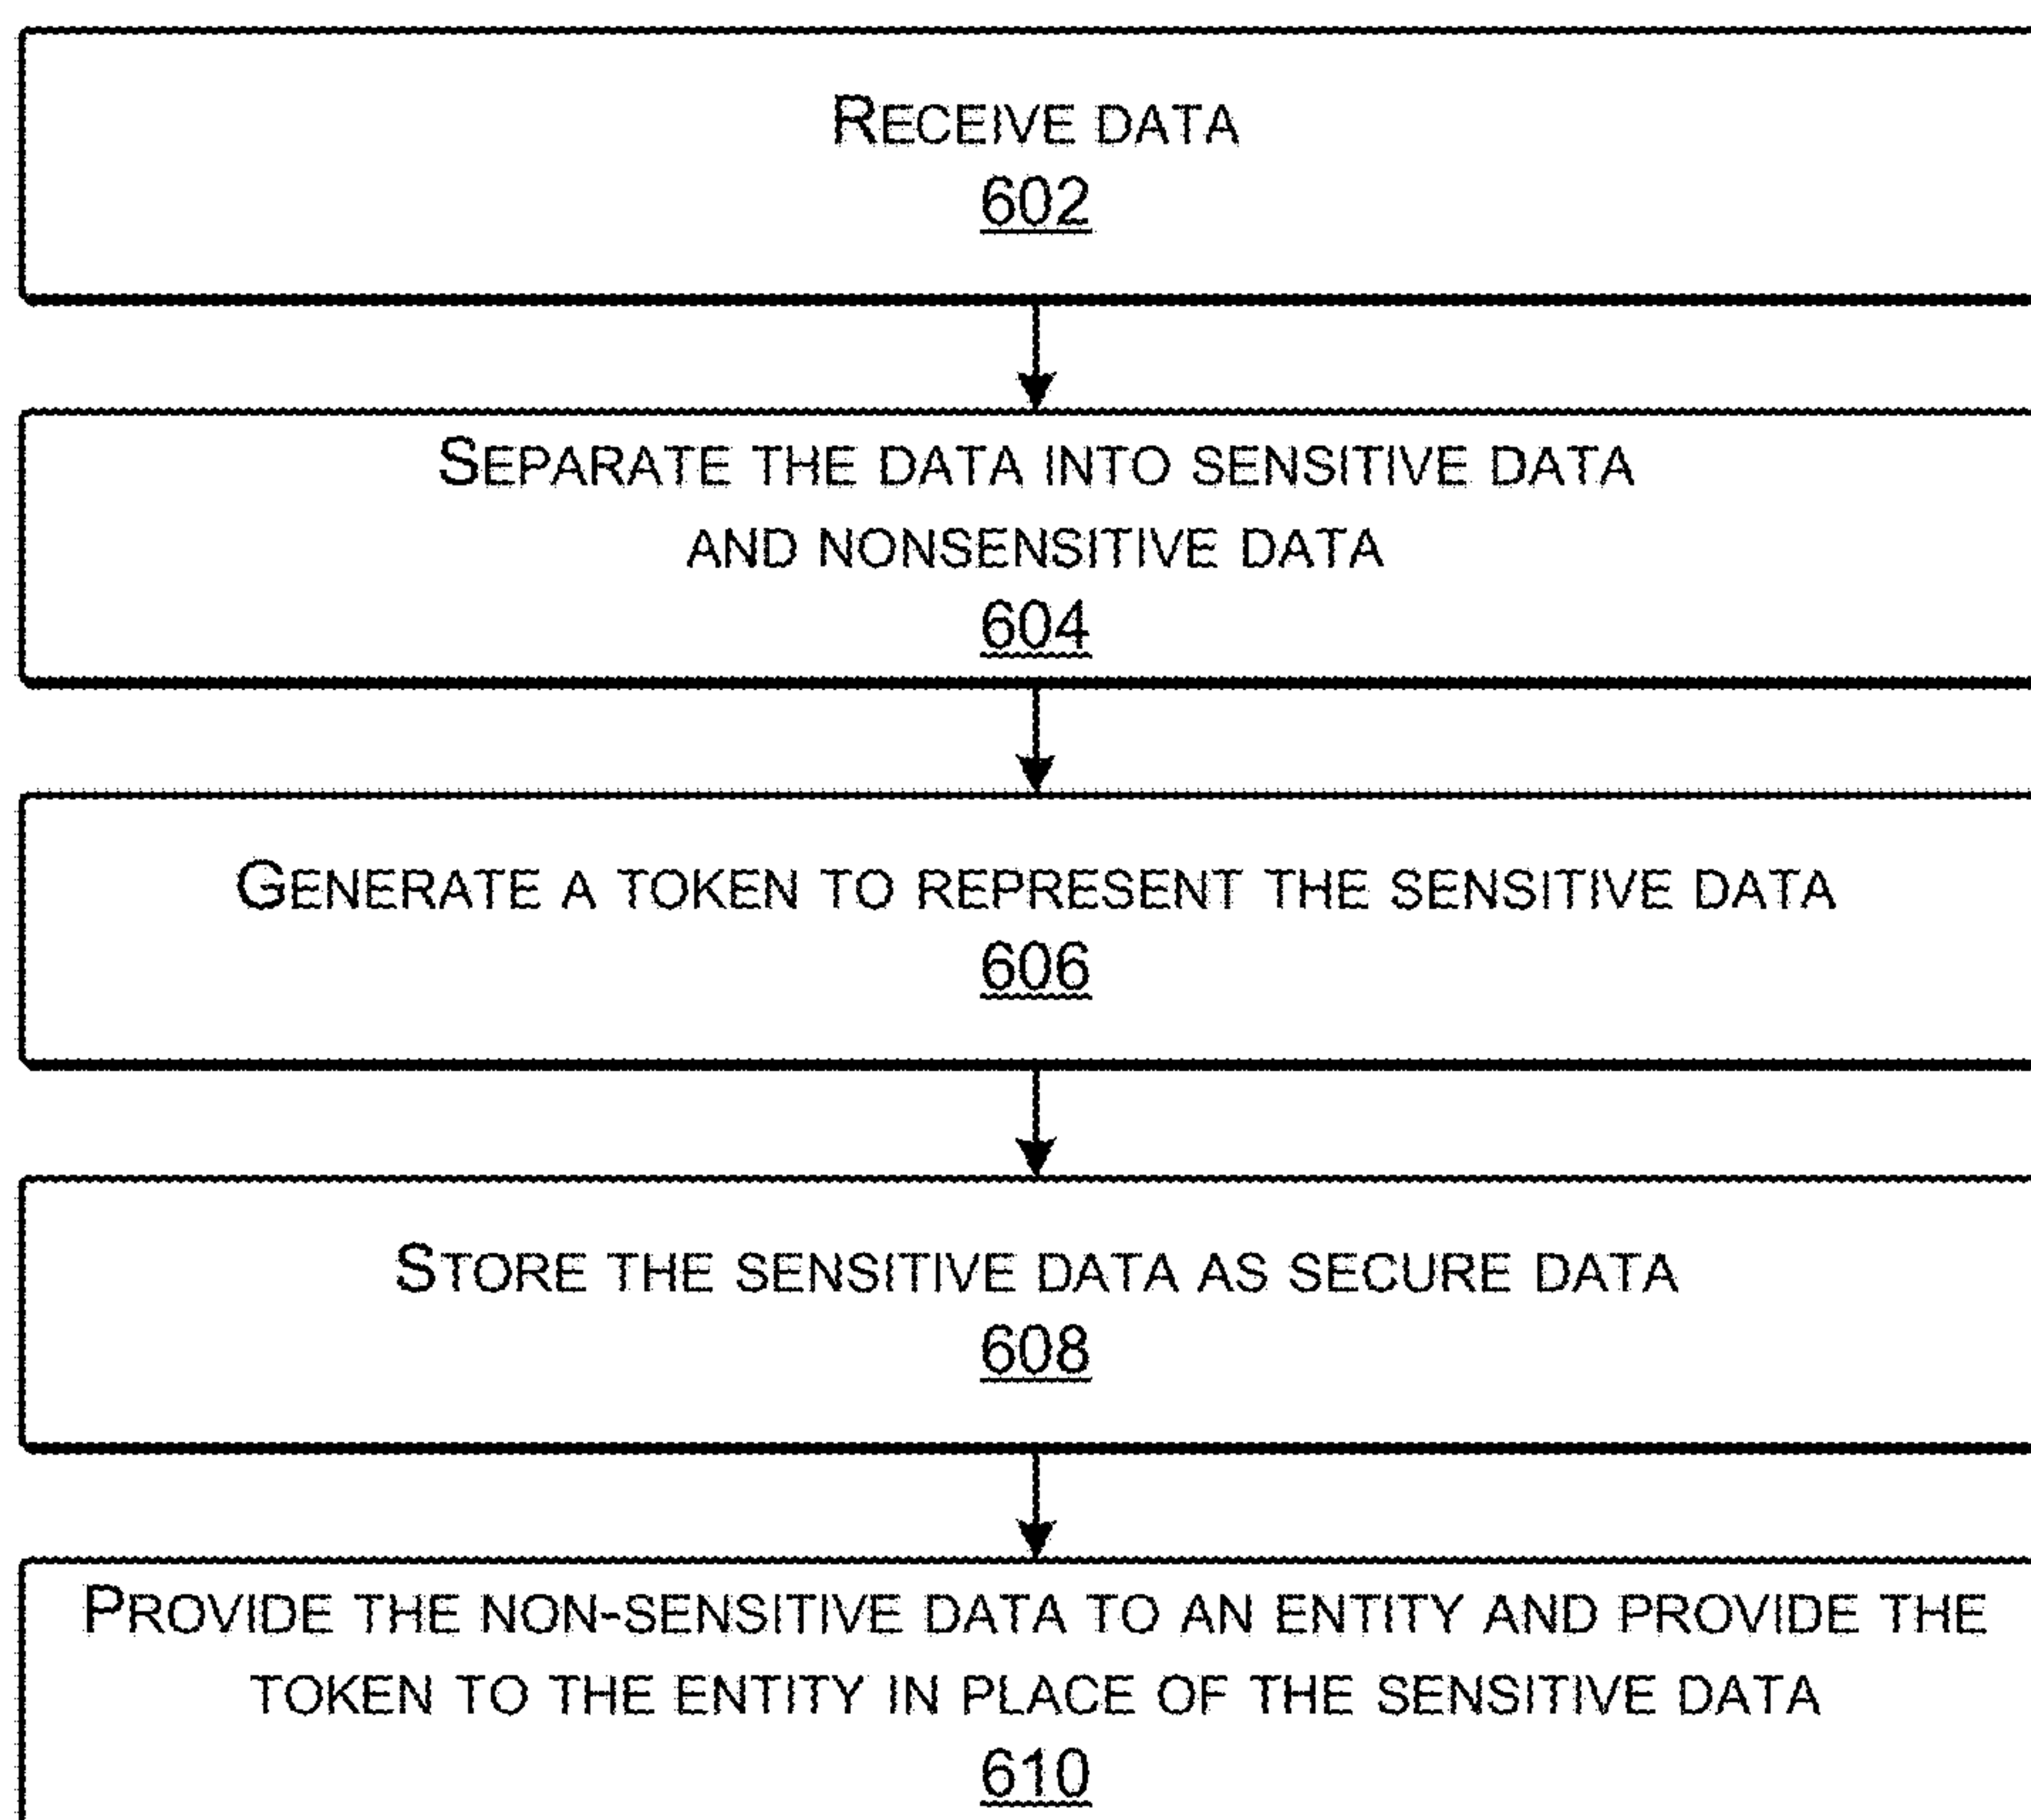 RECEIVE DATA
602
SEPARATE THE DATA INTO SENSITIVE DATA
AND NONSENSITIVE DATA
604
GENERATE A TOKEN TO REPRESENT THE SENSITIVE DATA
606
STORE THE SENSITIVE DATA AS SECURE DATA
608
PROVIDE THE NON-SENSITIVE DATA TO AN ENTITY AND PROVIDE THE
TOKEN TO THE ENTITY IN PLACE OF THE SENSITIVE DATA
610